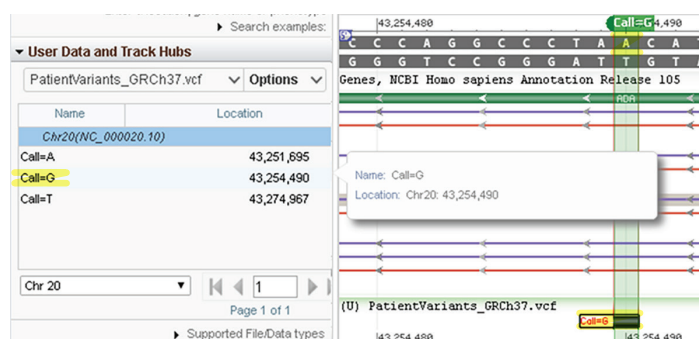 Search examples:
User Data and Track Hubs
PatientVariants_GRCh37.vcf
Options
Name Location
Chr20(NC_000020.10)
Call=A 43,251,695
Call=G 43,254,490
Call=T 43,274,967
Chr 20
1
Page 1 of 1
Supported File/Data types
43,254,480
Call=G
4,490
C C C A G G C C C T A A C A
G G G T C C G G G A T T G T
Genes, NCBI Homo sapiens Annotation Release 105
ADA
Name: Call=G
Location: Chr20: 43,254,490
(U) PatientVariants_GRCh37.vcf
Call=G
43,254,480
43,254,490